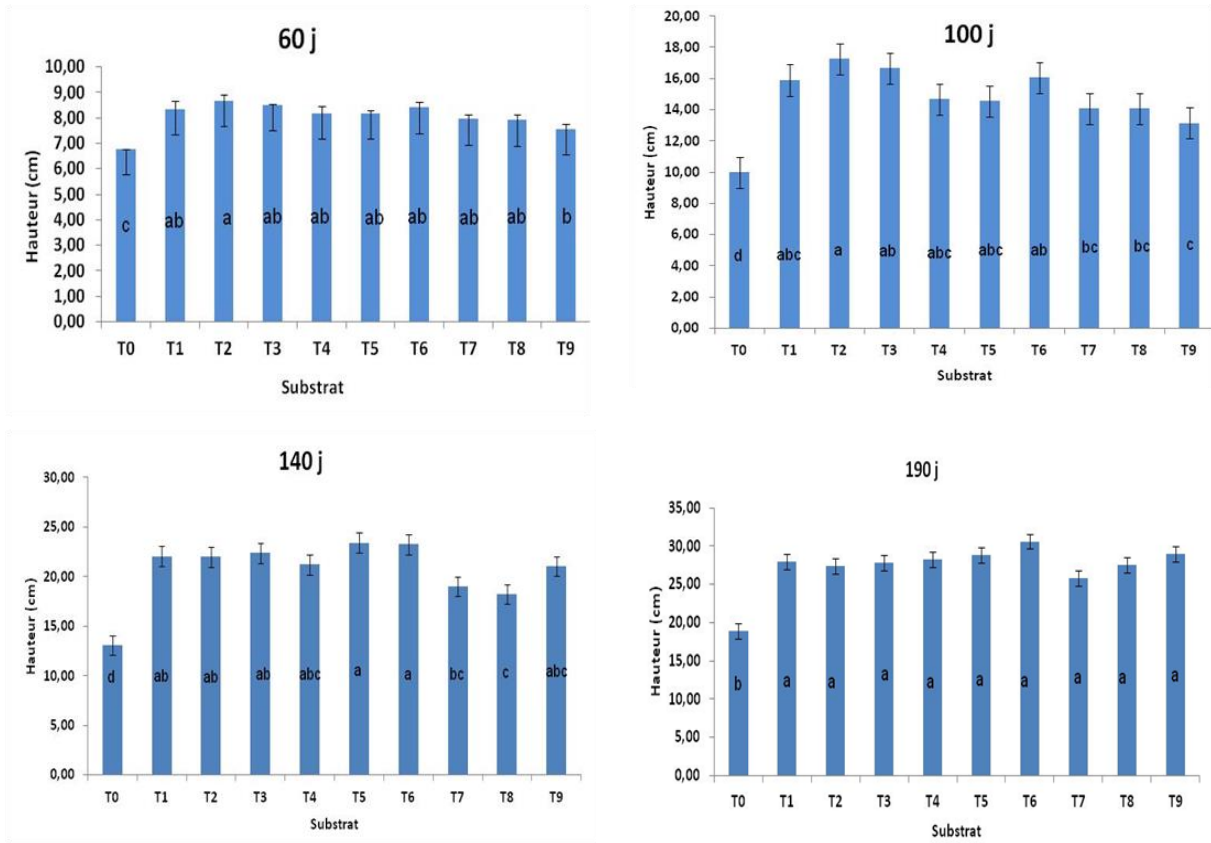 60 j
Hauteur (cm)
10,00
9,00
8,00
7,00
6,00
5,00
4,00
3,00
2,00
1,00
0,00
c ab a ab ab ab ab ab ab b
T0 T1 T2 T3 T4 T5 T6 T7 T8 T9
Substrat
100 j
Hauteur (cm)
20,00
18,00
16,00
14,00
12,00
10,00
8,00
6,00
4,00
2,00
0,00
d abc a ab abc abc ab bc bc c
T0 T1 T2 T3 T4 T5 T6 T7 T8 T9
Substrat
140 j
Hauteur (cm)
30,00
25,00
20,00
15,00
10,00
5,00
0,00
d ab ab ab abc a a bc c abc
T0 T1 T2 T3 T4 T5 T6 T7 T8 T9
Substrat
190 j
Hauteur (cm)
35,00
30,00
25,00
20,00
15,00
10,00
5,00
0,00
b a a a a a a a a a
T0 T1 T2 T3 T4 T5 T6 T7 T8 T9
Substrat